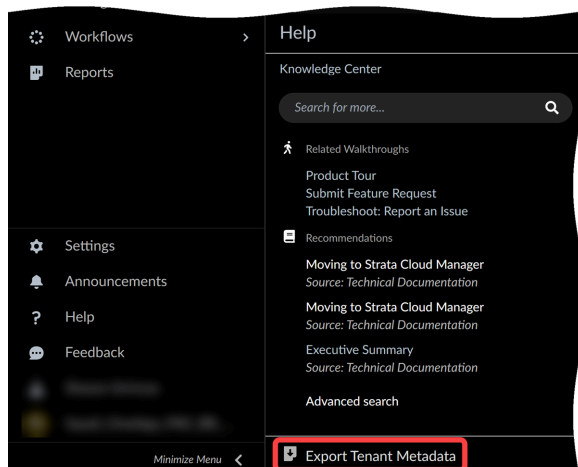 Workflows
Reports
Settings
Announcements
Help
Feedback
Minimize Menu
Help
Knowledge Center
Search for more...
Related Walkthroughs
Product Tour
Submit Feature Request
Troubleshoot: Report an Issue
Recommendations
Moving to Strata Cloud Manager
Source: Technical Documentation
Moving to Strata Cloud Manager
Source: Technical Documentation
Executive Summary
Source: Technical Documentation
Advanced search
Export Tenant Metadata